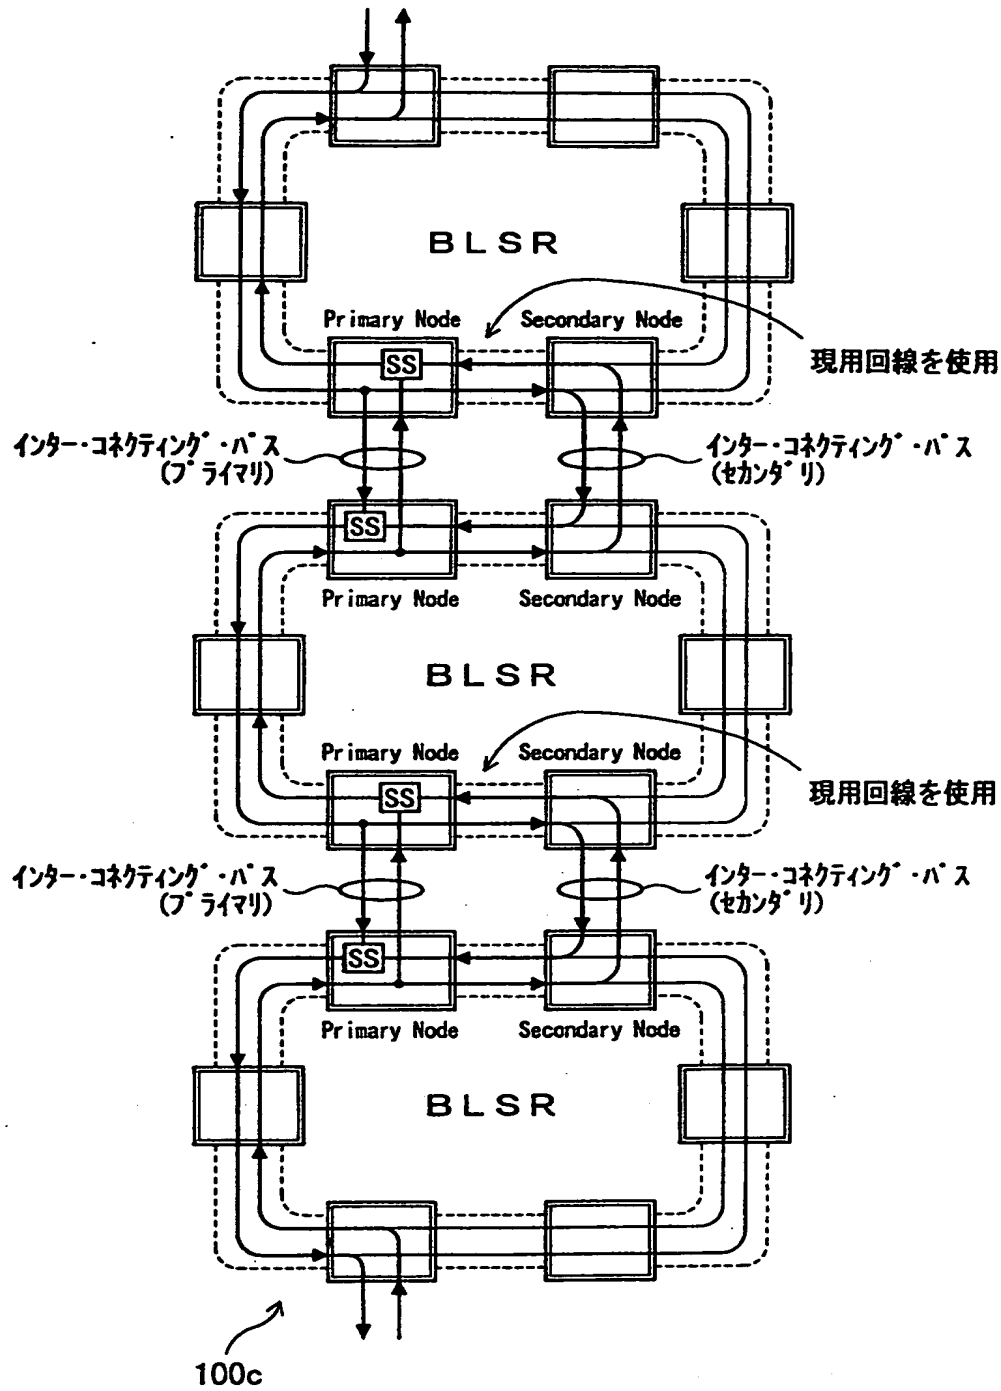 BLSR
Primary Node
Secondary Node
SS
現用回線を使用
インター・コネクティング・パス
(プライマリ)
インター・コネクティング・パス
(セカンダリ)
SS
Primary Node
Secondary Node
BLSR
Primary Node
Secondary Node
SS
現用回線を使用
インター・コネクティング・パス
(プライマリ)
インター・コネクティング・パス
(セカンダリ)
SS
Primary Node
Secondary Node
BLSR
100c